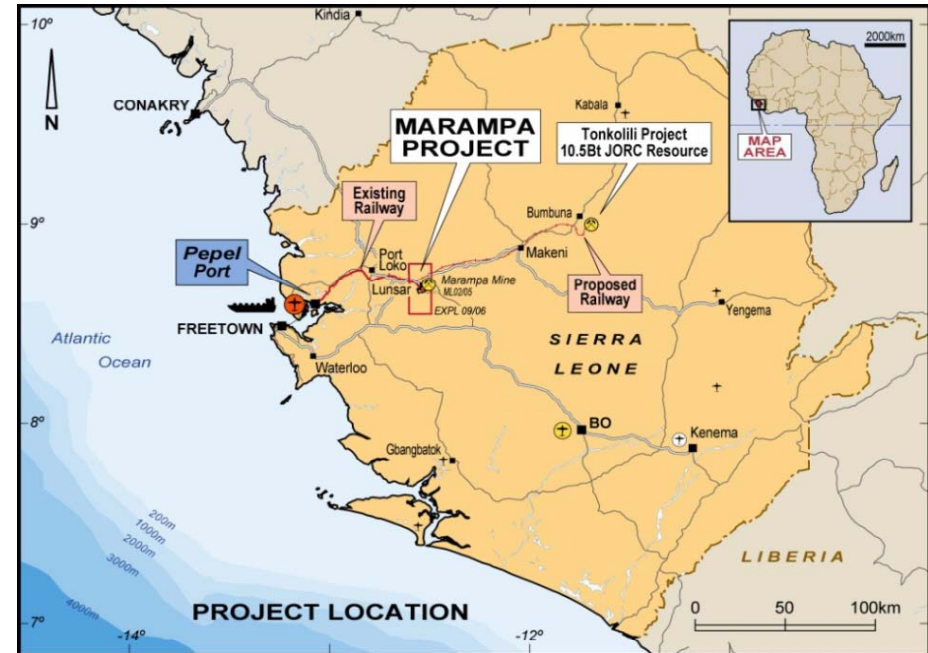 10º
Kindia
2000km
N
CONAKRY
Kabala
MARAMPA
PROJECT
Tonkolili Project
10.5Bt JORC Resource
MAP
AREA
Existing
Railway
9º
Bumbuna
Pepel
Port
Port
Loko
Makeni
Lunsar
Marampa Mine
ML02/05
EXPL 09/06
Proposed
Railway
Yengema
FREETOWN
SIERRA
LEONE
Atlantic
Ocean
Waterloo
8º
BO
Kenema
Gbangbatok
200m
1000m
2000m
3000m
4000m
LIBERIA
PROJECT LOCATION
0 50 100km
7º
-14º
-12º